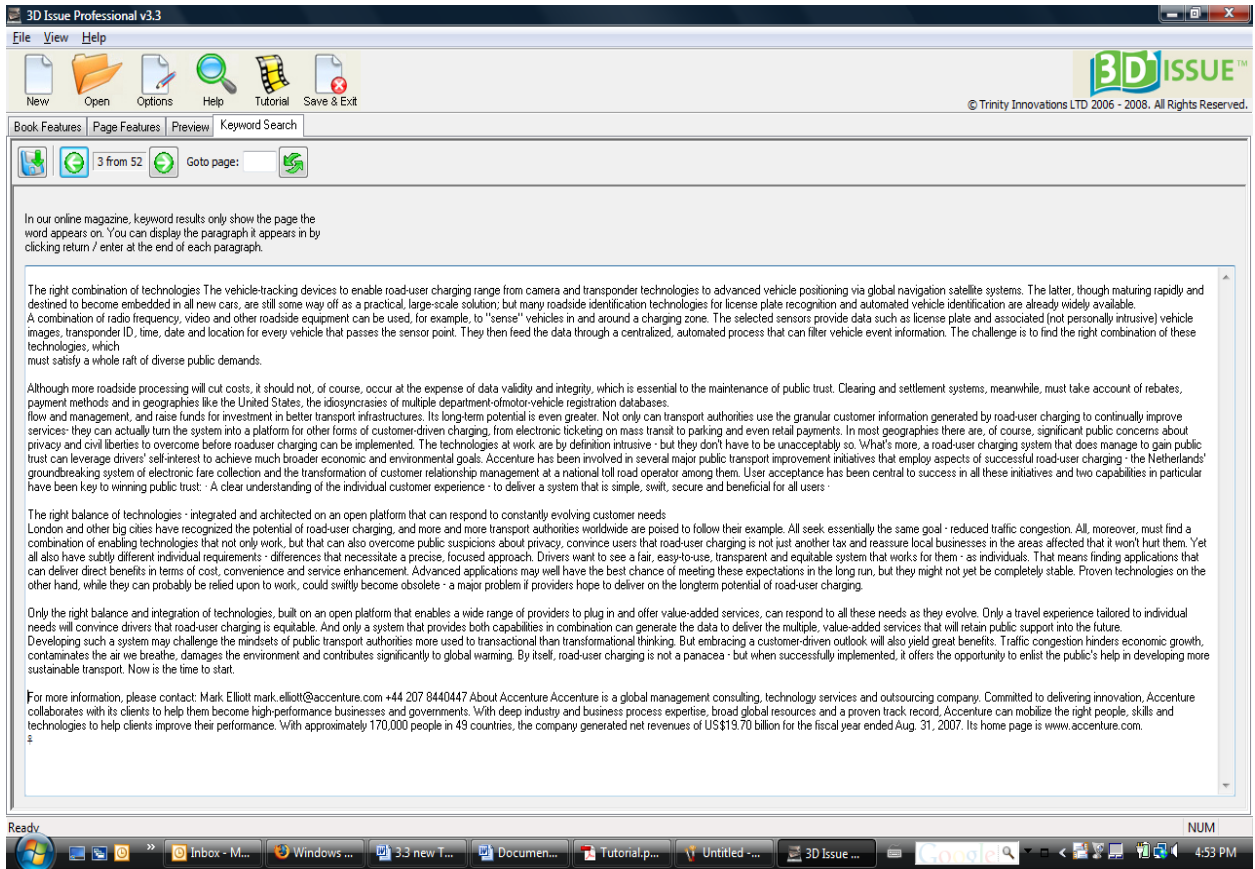 3D Issue Professional v3.3
File View Help
New Open Options Help Tutorial Save & Exit
3D ISSUE™
© Trinity Innovations LTD 2006 - 2008. All Rights Reserved.
Book Features Page Features Preview Keyword Search
3 from 52 Goto page:
In our online magazine, keyword results only show the page the
word appears on. You can display the paragraph it appears in by
clicking return / enter at the end of each paragraph.
The right combination of technologies The vehicle-tracking devices to enable road-user charging range from camera and transponder technologies to advanced vehicle positioning via global navigation satellite systems. The latter, though maturing rapidly and
destined to become embedded in all new cars, are still some way off as a practical, large-scale solution; but many roadside identification technologies for license plate recognition and automated vehicle identification are already widely available.
A combination of radio frequency, video and other roadside equipment can be used, for example, to "sense" vehicles in and around a charging zone. The selected sensors provide data such as license plate and associated (not personally intrusive) vehicle
images, transponder ID, time, date and location for every vehicle that passes the sensor point. They then feed the data through a centralized, automated process that can filter vehicle event information. The challenge is to find the right combination of these
technologies, which
must satisfy a whole raft of diverse public demands.
Although more roadside processing will cut costs, it should not, of course, occur at the expense of data validity and integrity, which is essential to the maintenance of public trust. Clearing and settlement systems, meanwhile, must take account of rebates,
payment methods and in geographies like the United States, the idiosyncrasies of multiple department-ofmotor-vehicle registration databases.
flow and management, and raise funds for investment in better transport infrastructures. Its long-term potential is even greater. Not only can transport authorities use the granular customer information generated by road-user charging to continually improve
services- they can actually turn the system into a platform for other forms of customer-driven charging, from electronic ticketing on mass transit to parking and even retail payments. In most geographies there are, of course, significant public concerns about
privacy and civil liberties to overcome before roaduser charging can be implemented. The technologies at work are by definition intrusive - but they don't have to be unacceptably so. What's more, a road-user charging system that does manage to gain public
trust can leverage drivers' self-interest to achieve much broader economic and environmental goals. Accenture has been involved in several major public transport improvement initiatives that employ aspects of successful road-user charging - the Netherlands'
groundbreaking system of electronic fare collection and the transformation of customer relationship management at a national toll road operator among them. User acceptance has been central to success in all these initiatives and two capabilities in particular
have been key to winning public trust: · A clear understanding of the individual customer experience - to deliver a system that is simple, swift, secure and beneficial for all users ·
The right balance of technologies - integrated and architected on an open platform that can respond to constantly evolving customer needs
London and other big cities have recognized the potential of road-user charging, and more and more transport authorities worldwide are poised to follow their example. All seek essentially the same goal - reduced traffic congestion. All, moreover, must find a
combination of enabling technologies that not only work, but that can also overcome public suspicions about privacy, convince users that road-user charging is not just another tax and reassure local businesses in the areas affected that it won't hurt them. Yet
all also have subtly different individual requirements - differences that necessitate a precise, focused approach. Drivers want to see a fair, easy-to-use, transparent and equitable system that works for them - as individuals. That means finding applications that
can deliver direct benefits in terms of cost, convenience and service enhancement. Advanced applications may well have the best chance of meeting these expectations in the long run, but they might not yet be completely stable. Proven technologies on the
other hand, while they can probably be relied upon to work, could swiftly become obsolete - a major problem if providers hope to deliver on the longterm potential of road-user charging.
Only the right balance and integration of technologies, built on an open platform that enables a wide range of providers to plug in and offer value-added services, can respond to all these needs as they evolve. Only a travel experience tailored to individual
needs will convince drivers that road-user charging is equitable. And only a system that provides both capabilities in combination can generate the data to deliver the multiple, value-added services that will retain public support into the future.
Developing such a system may challenge the mindsets of public transport authorities more used to transactional than transformational thinking. But embracing a customer-driven outlook will also yield great benefits. Traffic congestion hinders economic growth,
contaminates the air we breathe, damages the environment and contributes significantly to global warming. By itself, road-user charging is not a panacea - but when successfully implemented, it offers the opportunity to enlist the public's help in developing more
sustainable transport. Now is the time to start.
For more information, please contact: Mark Elliott mark.elliott@accenture.com +44 207 8440447 About Accenture Accenture is a global management consulting, technology services and outsourcing company. Committed to delivering innovation, Accenture
collaborates with its clients to help them become high-performance businesses and governments. With deep industry and business process expertise, broad global resources and a proven track record, Accenture can mobilize the right people, skills and
technologies to help clients improve their performance. With approximately 170,000 people in 49 countries, the company generated net revenues of US$19.70 billion for the fiscal year ended Aug. 31, 2007. Its home page is www.accenture.com.
Ready NUM
Inbox - M... Windows ... 3.3 new T... Documen... Tutorial.p... Untitled -... 3D Issue ... Google 4:53 PM